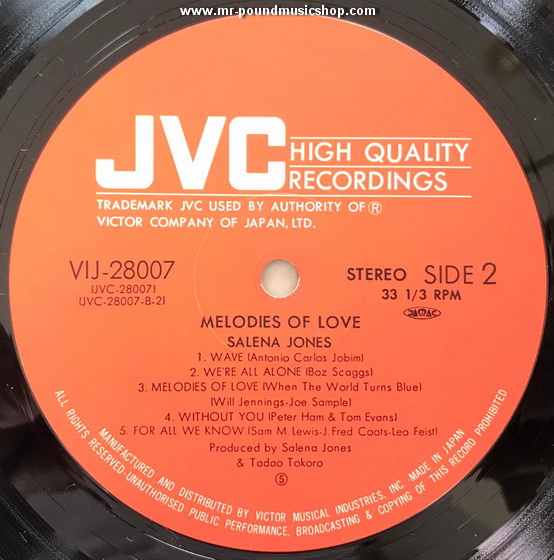 www.mr-poundmusicshop.com
JVC HIGH QUALITY
RECORDINGS
TRADEMARK JVC USED BY AUTHORITY OF ®
VICTOR COMPANY OF JAPAN, LTD.
VIJ-28007
(JVC-28007)
(JVC-28007-B-2)
STEREO SIDE 2
33 1/3 RPM
JASRAC
MELODIES OF LOVE
SALENA JONES
1. WAVE (Antonio Carlos Jobim)
2. WE'RE ALL ALONE (Boz Scaggs)
3. MELODIES OF LOVE (When The World Turns Blue)
(Will Jennings-Joe Sample)
4. WITHOUT YOU (Peter Ham & Tom Evans)
5. FOR ALL WE KNOW (Sam M. Lewis-J. Fred Coots-Leo Feist)
Produced by Salena Jones
& Tadao Tokoro
⑤
MANUFACTURED AND DISTRIBUTED BY VICTOR MUSICAL INDUSTRIES, INC. MADE IN JAPAN
ALL RIGHTS RESERVED-UNAUTHORISED PUBLIC PERFORMANCE, BROADCASTING & COPYING OF THIS RECORD PROHIBITED